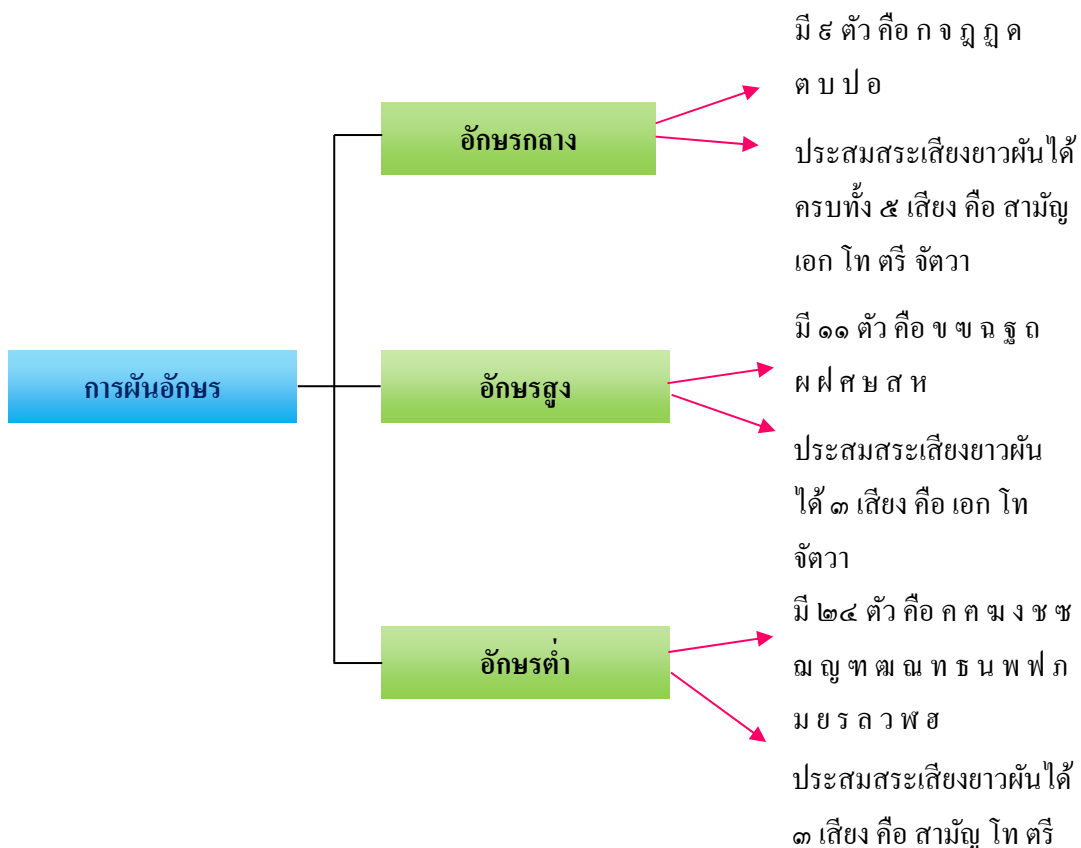 การผันอักษร
อักษรกลาง
มี ๙ ตัว คือ ก จ ฎ ฏ ด
ต บ ป อ
ประสมสระเสียงยาวผันได้
ครบทั้ง ๕ เสียง คือ สามัญ
เอก โท ตรี จัตวา
อักษรสูง
มี ๑๑ ตัว คือ ข ฃ ฉ ฐ ถ
ผ ฝ ศ ษ ส ห
ประสมสระเสียงยาวผัน
ได้ ๓ เสียง คือ เอก โท
จัตวา
อักษรต่ำ
มี ๒๔ ตัว คือ ค ฅ ฆ ง ช ซ
ฌ ญ ฑ ฒ ณ ท ธ น พ ฟ ภ
ม ย ร ล ว ฬ ฮ
ประสมสระเสียงยาวผันได้
๓ เสียง คือ สามัญ โท ตรี